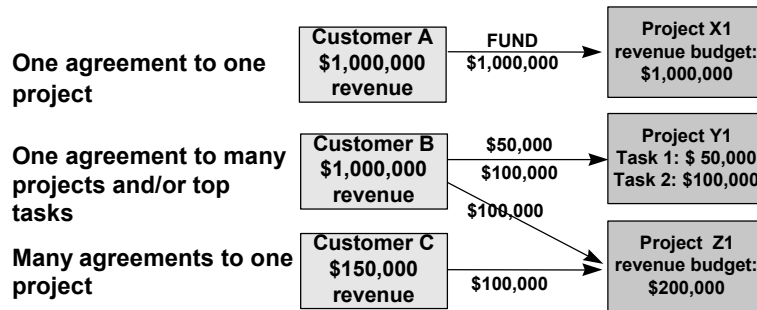 One agreement to one
project
Customer A
$1,000,000
revenue
FUND
$1,000,000
Project X1
revenue budget:
$1,000,000
One agreement to many
projects and/or top
tasks
Customer B
$1,000,000
revenue
$50,000
$100,000
$100,000
Project Y1
Task 1: $ 50,000
Task 2: $100,000
Many agreements to one
project
Customer C
$150,000
revenue
$100,000
Project Z1
revenue budget:
$200,000